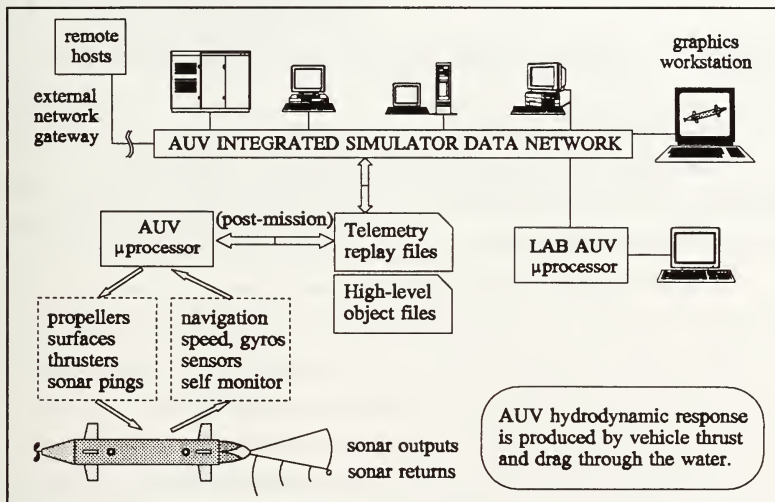 remote
hosts
graphics
workstation
external
network
gateway
AUV INTEGRATED SIMULATOR DATA NETWORK
AUV
μprocessor
(post-mission)
Telemetry
replay files
LAB AUV
μprocessor
High-level
object files
propellers
surfaces
thrusters
sonar pings
navigation
speed, gyros
sensors
self monitor
sonar outputs
sonar returns
AUV hydrodynamic response
is produced by vehicle thrust
and drag through the water.